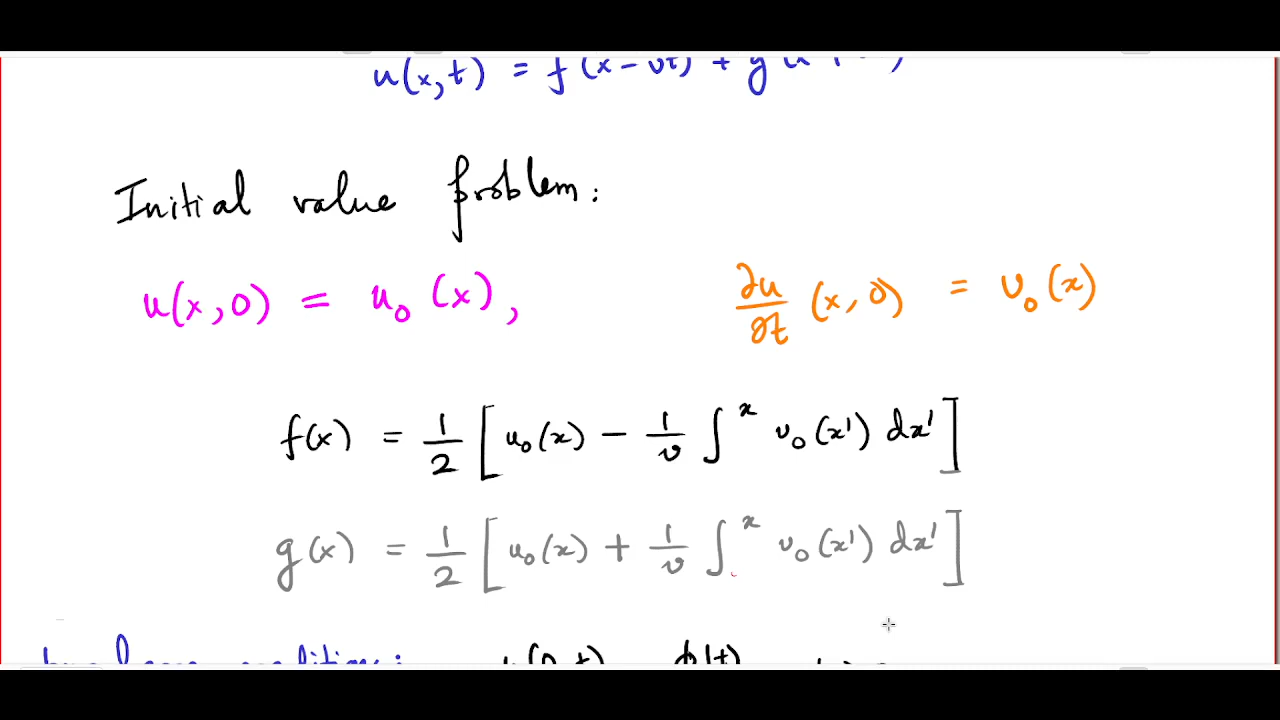 u(x,t) = f(x-vt) + g(x
Initial value problem:
u(x,0) = u₀(x), ∂u/∂t (x,0) = v₀(x)
f(x) = 1/2 [u₀(x) - 1/v ∫^x v₀(x') dx']
g(x) = 1/2 [u₀(x) + 1/v ∫^x v₀(x') dx']